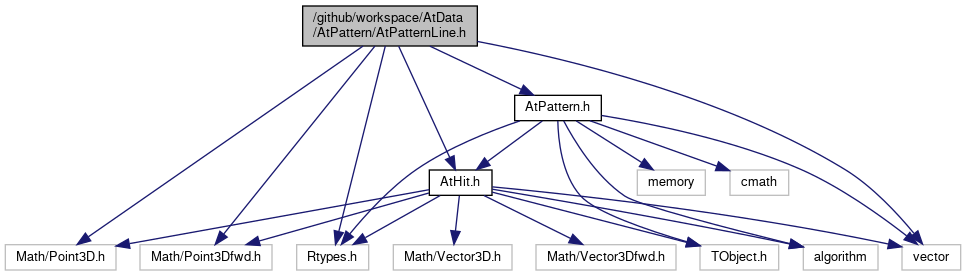 /github/workspace/AtData
/AtPattern/AtPatternLine.h
AtPattern.h
AtHit.h
memory
cmath
Math/Point3D.h
Math/Point3Dfwd.h
Rtypes.h
Math/Vector3D.h
Math/Vector3Dfwd.h
TObject.h
algorithm
vector